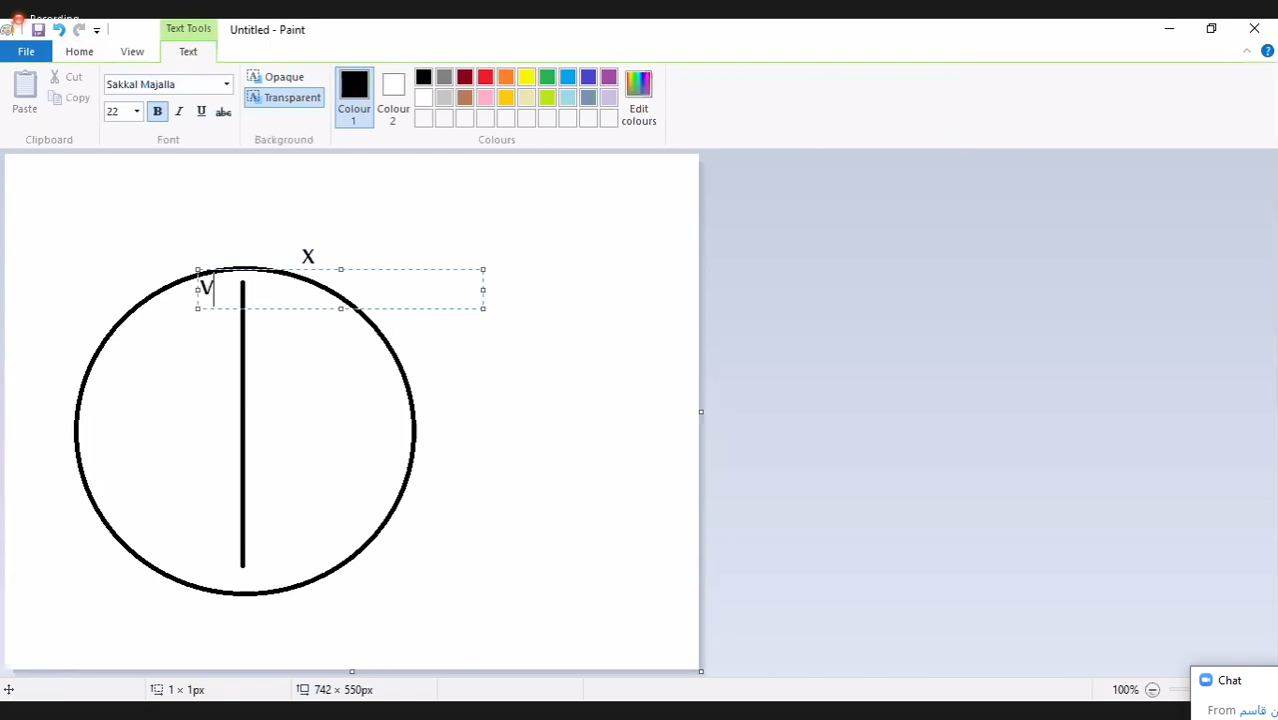 Recording
Text Tools
Untitled - Paint
File
Home
View
Text
Paste
Cut
Copy
Clipboard
Sakkal Majalla
22
B
I
U
abc
Font
Opaque
Transparent
Background
Colour 1
Colour 2
Edit colours
Colours
X
V
1 × 1px
742 × 550px
100%
Chat
From ن قاسم